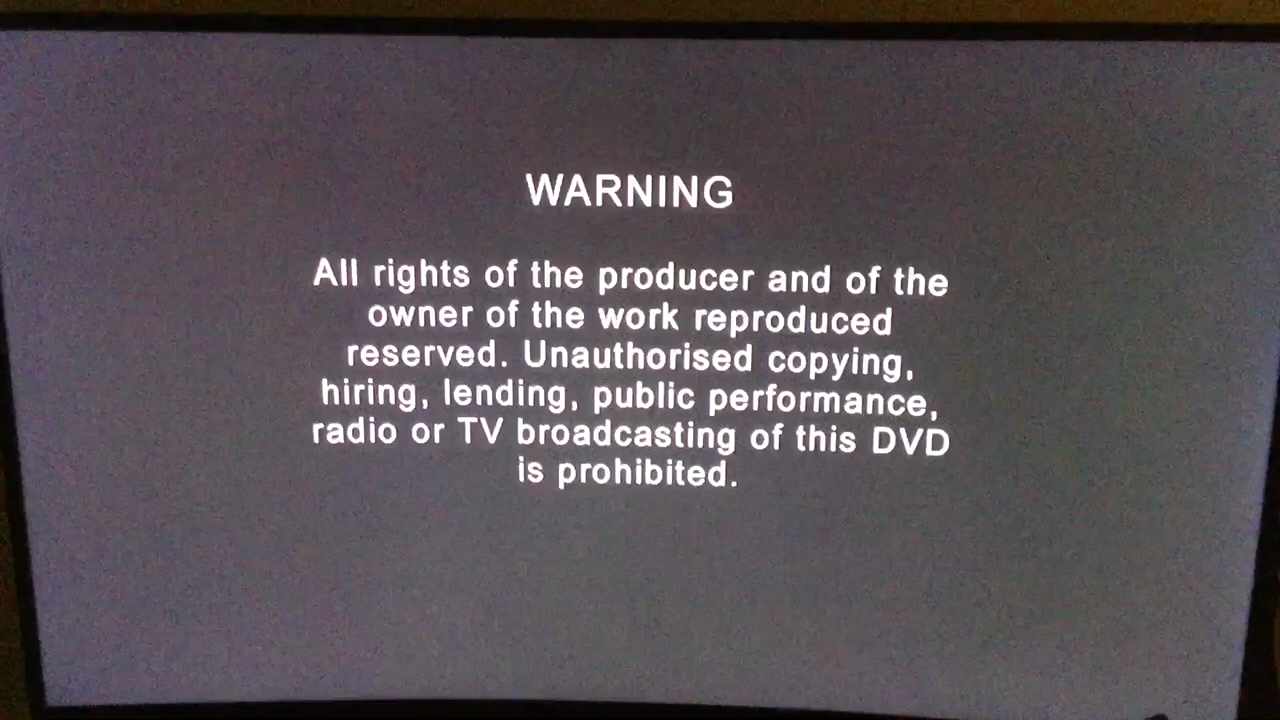 WARNING
All rights of the producer and of the
owner of the work reproduced
reserved. Unauthorised copying,
hiring, lending, public performance,
radio or TV broadcasting of this DVD
is prohibited.